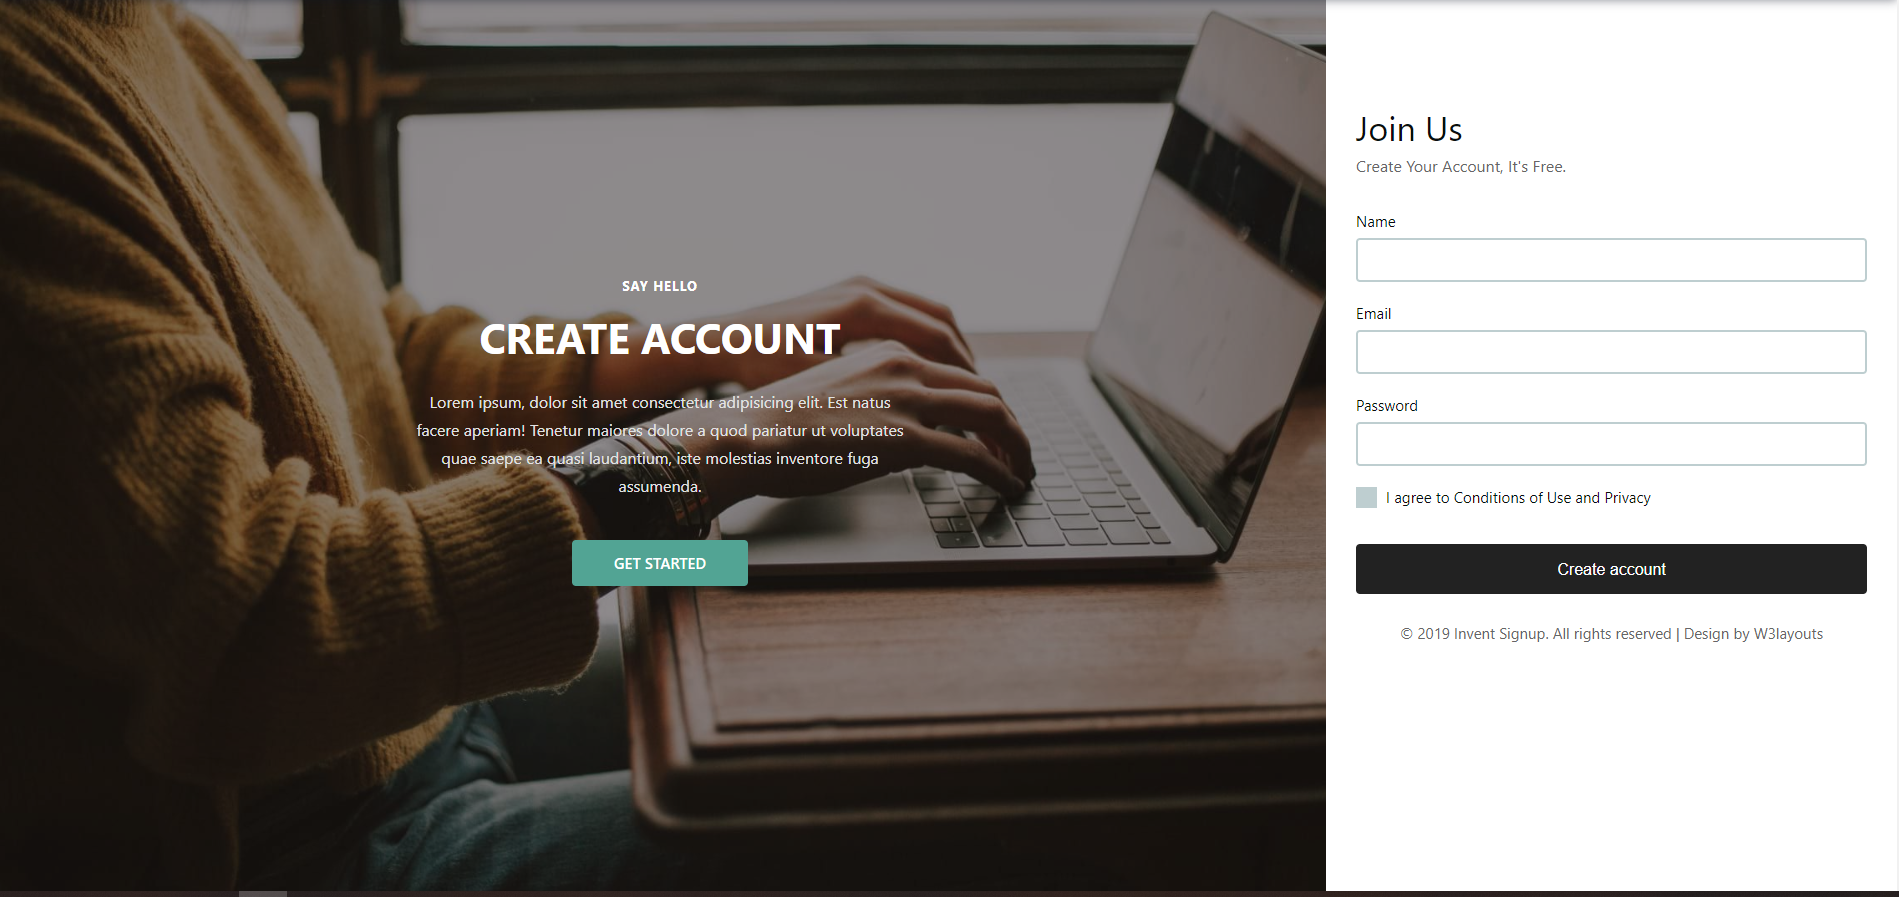 SAY HELLO
CREATE ACCOUNT
Lorem ipsum, dolor sit amet consectetur adipisicing elit. Est natus
facere aperiam! Tenetur maiores dolore a quod pariatur ut voluptates
quae saepe ea quasi laudantium, iste molestias inventore fuga
assumenda.
GET STARTED
Join Us
Create Your Account, It's Free.
Name
Email
Password
I agree to Conditions of Use and Privacy
Create account
© 2019 Invent Signup. All rights reserved | Design by W3layouts